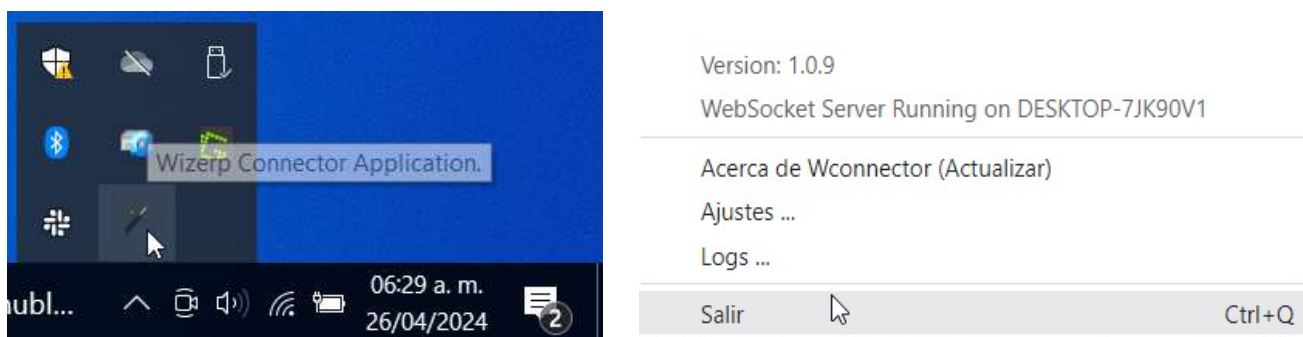 Wizerp Connector Application.
ubl...
06:29 a. m.
26/04/2024
2
Version: 1.0.9
WebSocket Server Running on DESKTOP-7JK90V1
Acerca de Wconnector (Actualizar)
Ajustes ...
Logs ...
Salir Ctrl+Q